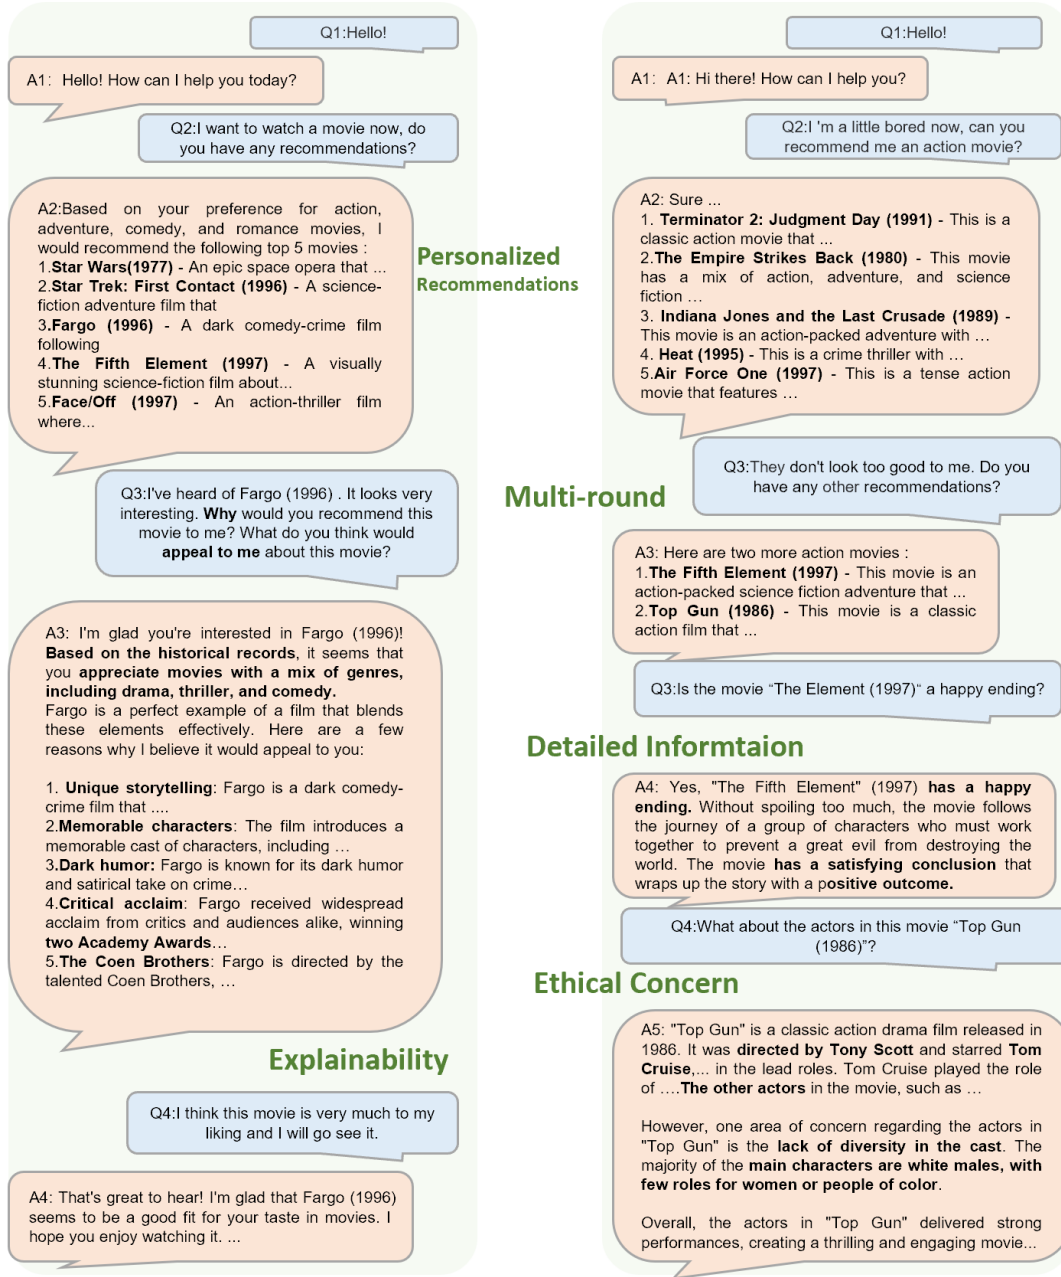 Q1:Hello!
A1: Hello! How can I help you today?
Q2:I want to watch a movie now, do
you have any recommendations?
A2:Based on your preference for action,
adventure, comedy, and romance movies, I
would recommend the following top 5 movies :
1.Star Wars(1977) - An epic space opera that ...
2.Star Trek: First Contact (1996) - A science-
fiction adventure film that
3.Fargo (1996) - A dark comedy-crime film
following
4.The Fifth Element (1997) - A visually
stunning science-fiction film about...
5.Face/Off (1997) - An action-thriller film
where...
Personalized
Recommendations
Q3:I've heard of Fargo (1996) . It looks very
interesting. Why would you recommend this
movie to me? What do you think would
appeal to me about this movie?
A3: I'm glad you're interested in Fargo (1996)!
Based on the historical records, it seems that
you appreciate movies with a mix of genres,
including drama, thriller, and comedy.
Fargo is a perfect example of a film that blends
these elements effectively. Here are a few
reasons why I believe it would appeal to you:
1. Unique storytelling: Fargo is a dark comedy-
crime film that ....
2.Memorable characters: The film introduces a
memorable cast of characters, including ...
3.Dark humor: Fargo is known for its dark humor
and satirical take on crime...
4.Critical acclaim: Fargo received widespread
acclaim from critics and audiences alike, winning
two Academy Awards...
5.The Coen Brothers: Fargo is directed by the
talented Coen Brothers, ...
Explainability
Q4:I think this movie is very much to my
liking and I will go see it.
A4: That's great to hear! I'm glad that Fargo (1996)
seems to be a good fit for your taste in movies. I
hope you enjoy watching it. ...
Q1:Hello!
A1: A1: Hi there! How can I help you?
Q2:I 'm a little bored now, can you
recommend me an action movie?
A2: Sure ...
1. Terminator 2: Judgment Day (1991) - This is a
classic action movie that ...
2.The Empire Strikes Back (1980) - This movie
has a mix of action, adventure, and science
fiction ...
3. Indiana Jones and the Last Crusade (1989) -
This movie is an action-packed adventure with ...
4. Heat (1995) - This is a crime thriller with ...
5.Air Force One (1997) - This is a tense action
movie that features ...
Q3:They don't look too good to me. Do you
have any other recommendations?
Multi-round
A3: Here are two more action movies :
1.The Fifth Element (1997) - This movie is an
action-packed science fiction adventure that ...
2.Top Gun (1986) - This movie is a classic
action film that ...
Q3:Is the movie “The Element (1997)“ a happy ending?
Detailed Informtaion
A4: Yes, "The Fifth Element" (1997) has a happy
ending. Without spoiling too much, the movie follows
the journey of a group of characters who must work
together to prevent a great evil from destroying the
world. The movie has a satisfying conclusion that
wraps up the story with a positive outcome.
Q4:What about the actors in this movie “Top Gun
(1986)”?
Ethical Concern
A5: "Top Gun" is a classic action drama film released in
1986. It was directed by Tony Scott and starred Tom
Cruise,... in the lead roles. Tom Cruise played the role
of ....The other actors in the movie, such as ...
However, one area of concern regarding the actors in
"Top Gun" is the lack of diversity in the cast. The
majority of the main characters are white males, with
few roles for women or people of color.
Overall, the actors in "Top Gun" delivered strong
performances, creating a thrilling and engaging movie...